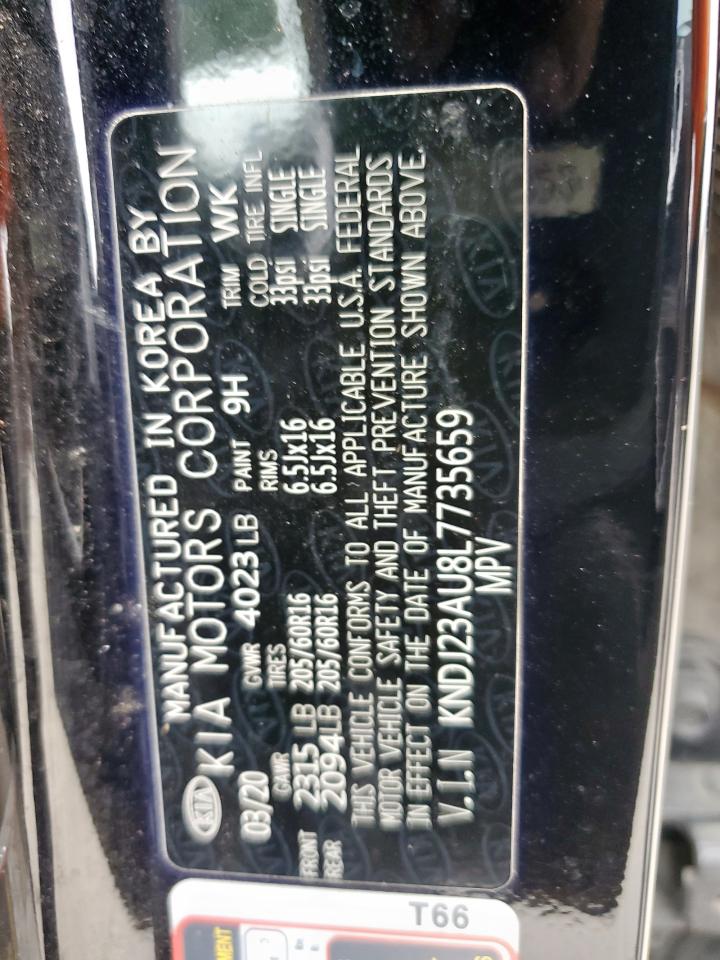 MANUFACTURED IN KOREA BY
KIA KIA MOTORS CORPORATION
03/20 GVWR 4023 LB PAINT 9H TRIM WK
GAWR TIRES RIMS COLD TIRE INFL
FRONT 2315 LB 205/60R16 6.5Jx16 33psi SINGLE
REAR 2094 LB 205/60R16 6.5Jx16 33psi SINGLE
THIS VEHICLE CONFORMS TO ALL APPLICABLE U.S.A. FEDERAL
MOTOR VEHICLE SAFETY AND THEFT PREVENTION STANDARDS
IN EFFECT ON THE DATE OF MANUFACTURE SHOWN ABOVE.
V.I.N KNDJ23AU8L7735659
MPV
T66